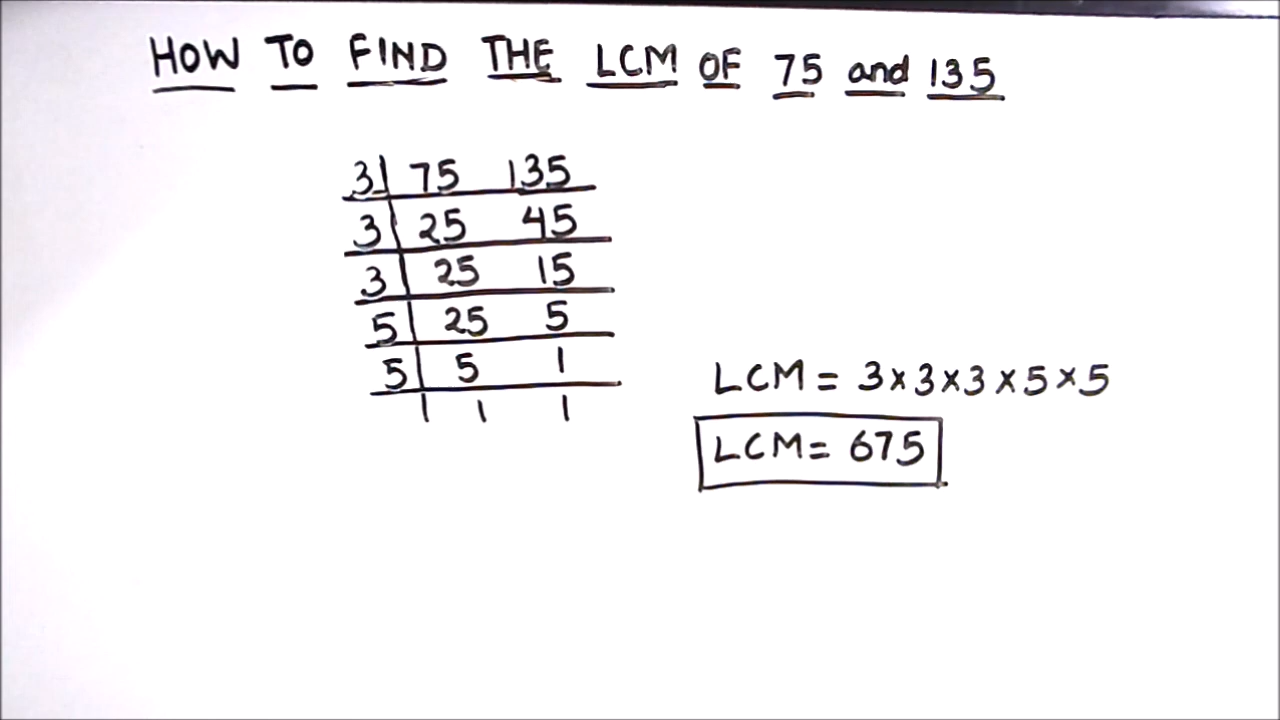 HOW TO FIND THE LCM OF 75 and 135
3 75 135
3 25 45
3 25 15
5 25 5
5 5 1
1 1
LCM = 3×3×3×5×5
LCM = 675